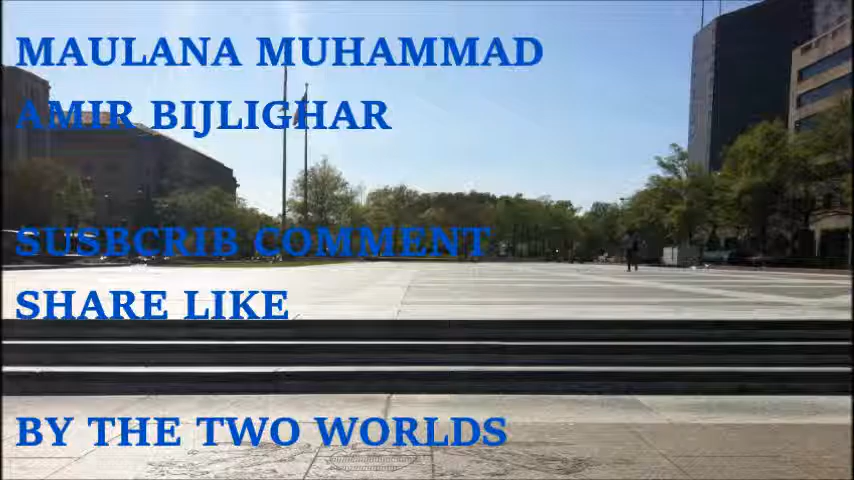 MAULANA MUHAMMAD
AMIR BIJLIGHAR
SUSBCRIB COMMENT
SHARE LIKE
BY THE TWO WORLDS